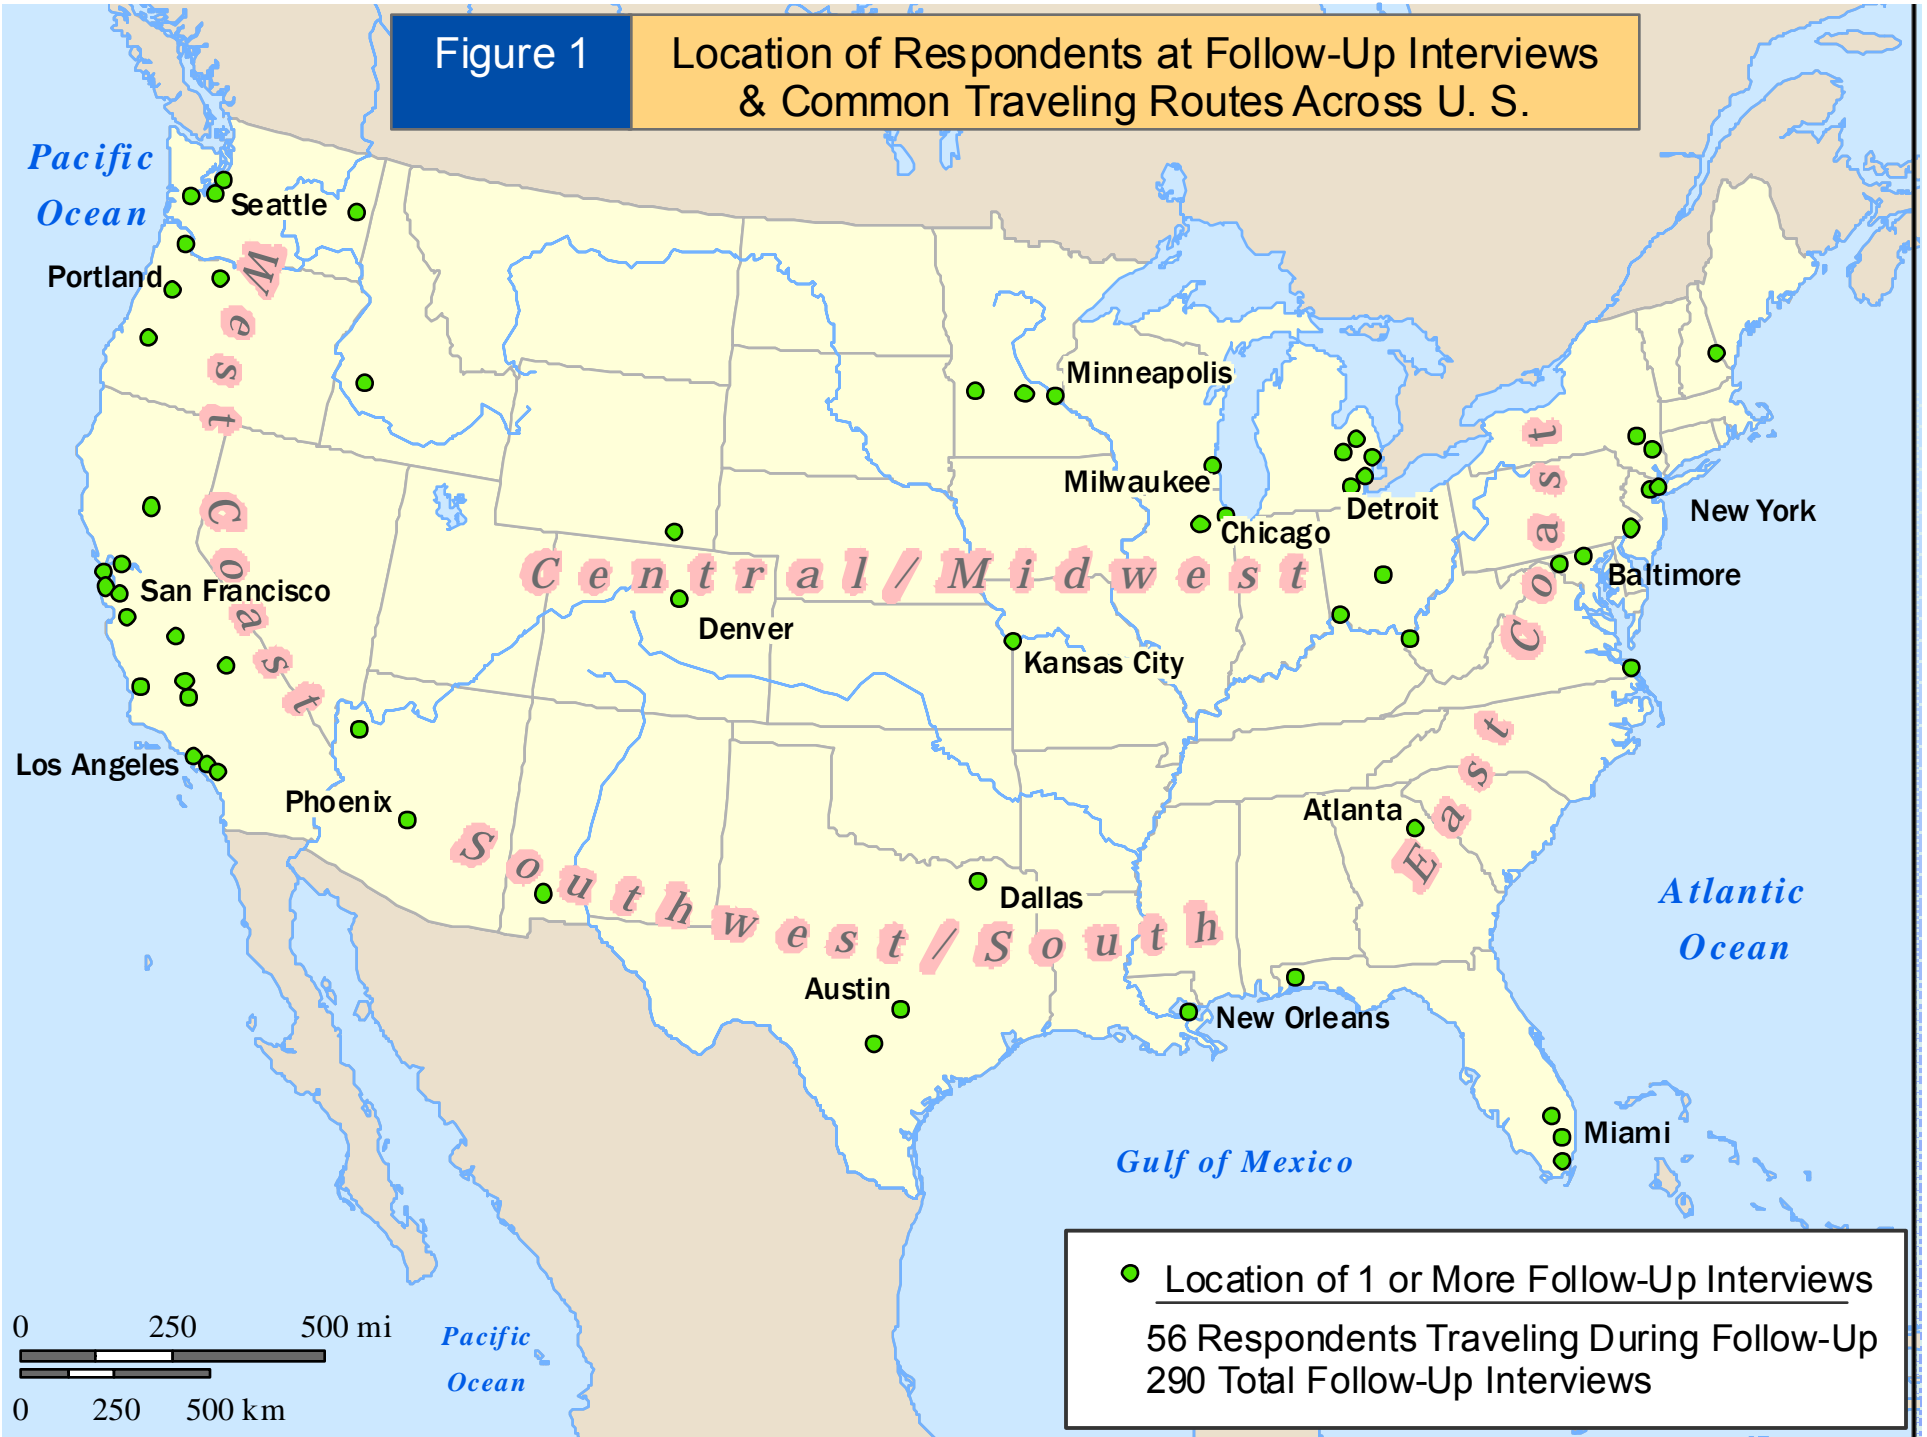 Figure 1
Location of Respondents at Follow-Up Interviews
& Common Traveling Routes Across U. S.
Pacific
Ocean
Seattle
Portland
West Coast
Minneapolis
Milwaukee
Detroit
Chicago
New York
Baltimore
Central/Midwest
San Francisco
Denver
Kansas City
East Coast
Los Angeles
Phoenix
Atlanta
Southwest/South
Dallas
Austin
New Orleans
Atlantic
Ocean
Miami
Gulf of Mexico
Location of 1 or More Follow-Up Interviews
56 Respondents Traveling During Follow-Up
290 Total Follow-Up Interviews
0 250 500 mi
0 250 500 km
Pacific
Ocean